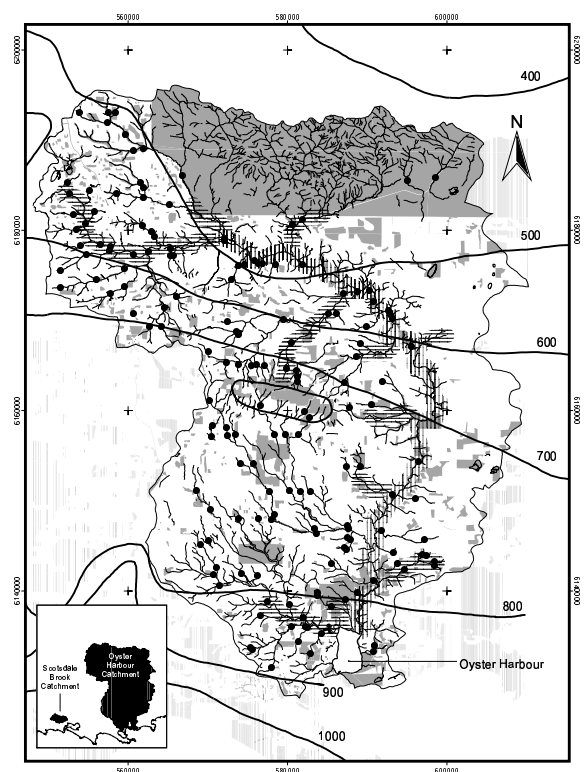 560000 580000 600000
6200000 6200000
400
N
6180000 6180000
500
600
6160000 6160000
700
6140000 6140000
800
Oyster
Harbour
Catchment
Scotsdale
Brook
Catchment
Oyster Harbour
900
1000
560000 580000 600000